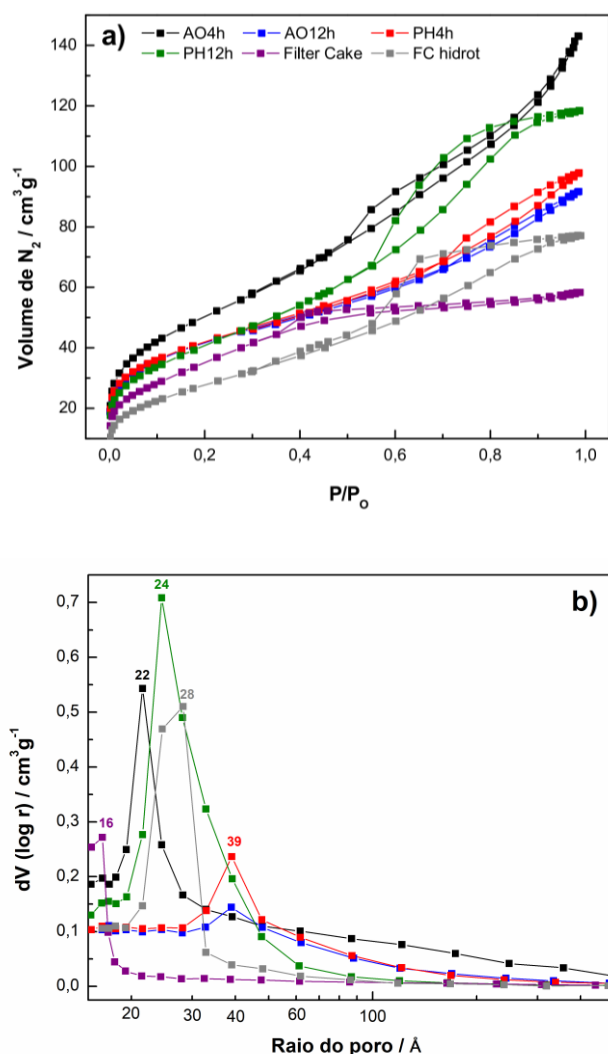 a)
AO4h AO12h PH4h
PH12h Filter Cake FC hidrot
140
120
100
80
60
40
20
Volume de N₂ / cm³g⁻¹
0,0 0,2 0,4 0,6 0,8 1,0
P/P₀
b)
24
22
28
16
39
0,7
0,6
0,5
0,4
0,3
0,2
0,1
0,0
dV (log r) / cm³g⁻¹
20 30 40 60 100
Raio do poro / Å